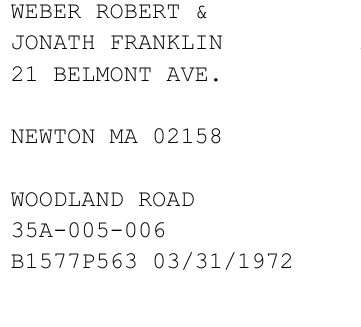 WEBER ROBERT &
JONATH FRANKLIN
21 BELMONT AVE.
NEWTON MA 02158
WOODLAND ROAD
35A-005-006
B1577P563 03/31/1972